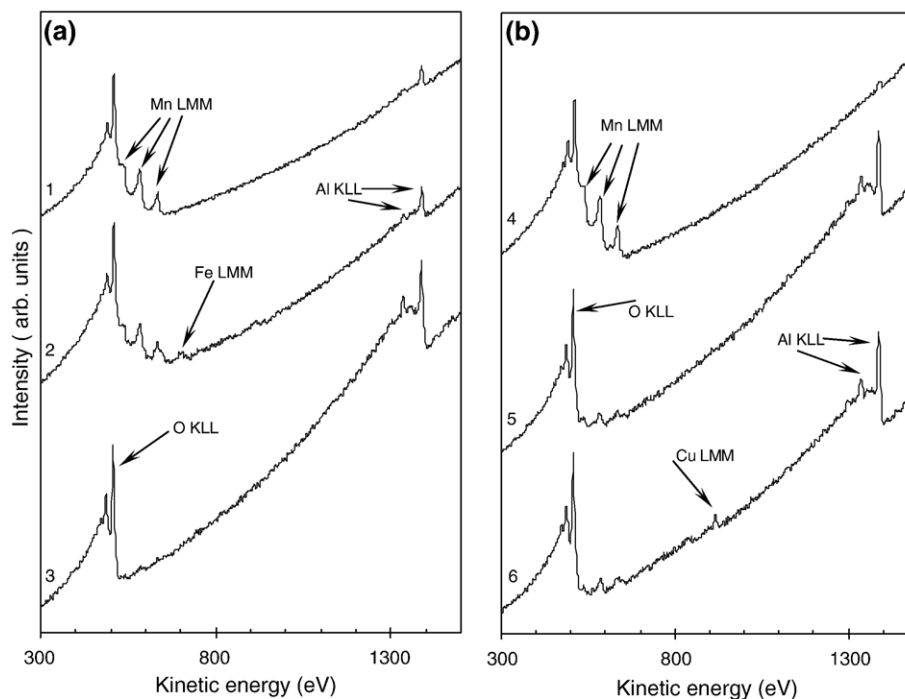 (a)
Mn LMM
1
Al KLL
Fe LMM
2
O KLL
3
Intensity ( arb. units)
300
800
1300
Kinetic energy (eV)
(b)
Mn LMM
4
O KLL
5
Al KLL
Cu LMM
6
300
800
1300
Kinetic energy (eV)